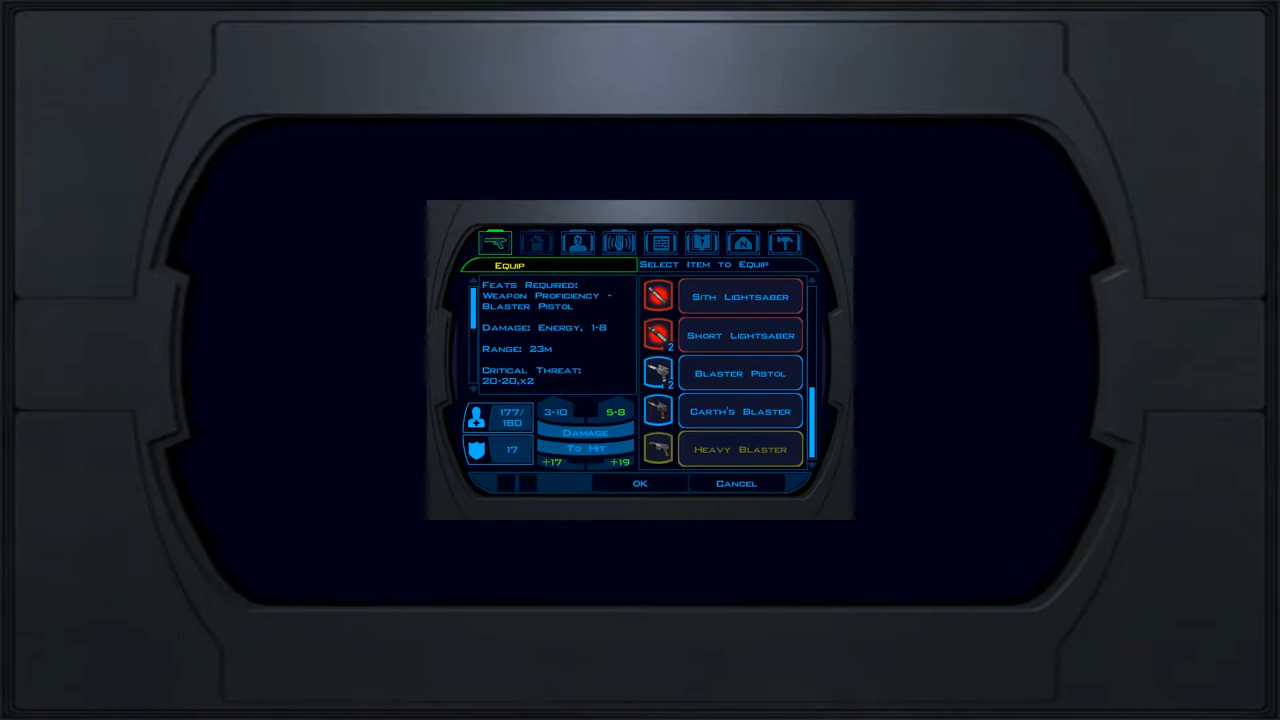 Equip
Select Item to Equip
Feats Required:
Weapon Proficiency -
Blaster Pistol
Damage: Energy, 1-8
Range: 23m
Critical Threat:
20-20,x2
177/
180
17
3-10
5-8
Damage
To Hit
+17
+19
Sith Lightsaber
Short Lightsaber
2
Blaster Pistol
2
Carth's Blaster
Heavy Blaster
OK
Cancel